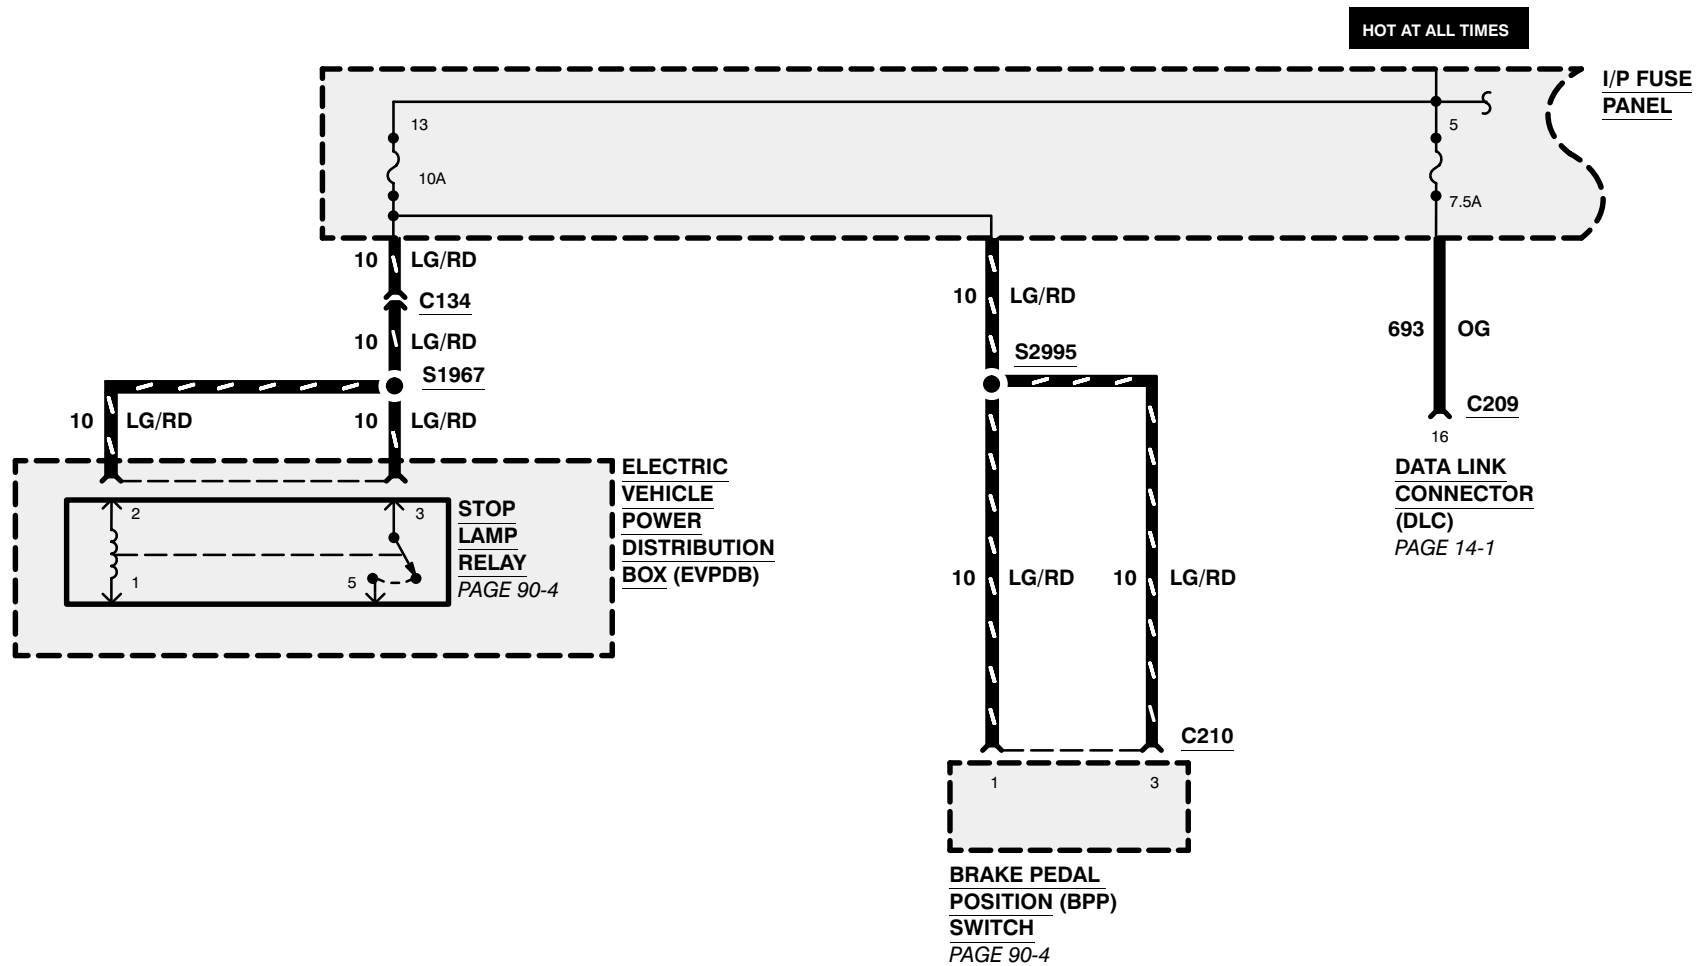 HOT AT ALL TIMES
I/P FUSE
PANEL
13
10A
5
7.5A
10 LG/RD
C134
10 LG/RD
S1967
10 LG/RD
10 LG/RD
10 LG/RD
S2995
693 OG
C209
16
DATA LINK
CONNECTOR
(DLC)
PAGE 14-1
ELECTRIC
VEHICLE
POWER
DISTRIBUTION
BOX (EVPDB)
2
3
1
5
STOP
LAMP
RELAY
PAGE 90-4
10 LG/RD
10 LG/RD
C210
1
3
BRAKE PEDAL
POSITION (BPP)
SWITCH
PAGE 90-4